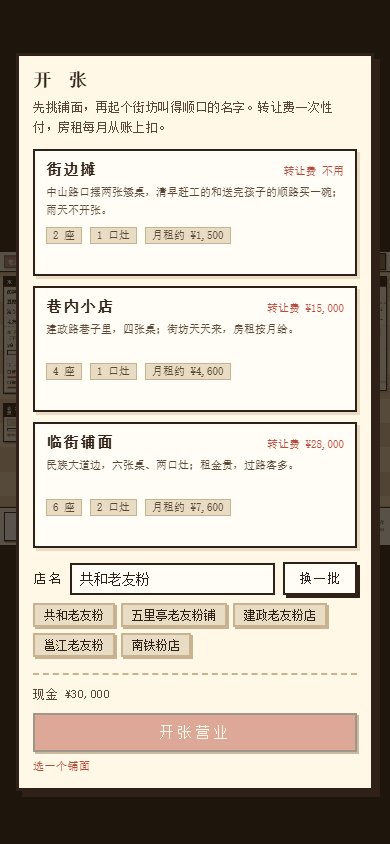 开 张
先挑铺面，再起个街坊叫得顺口的名字。转让费一次性
付，房租每月从账上扣。
街边摊 转让费 不用
中山路口摆两张矮桌，清早赶工的和送完孩子的顺路买一碗；
雨天不开张。
2 座 1 口灶 月租约 ¥1,500
巷内小店 转让费 ¥15,000
建政路巷子里，四张桌；街坊天天来，房租按月给。
4 座 1 口灶 月租约 ¥4,600
临街铺面 转让费 ¥28,000
民族大道边，六张桌、两口灶；租金贵，过路客多。
6 座 2 口灶 月租约 ¥7,600
店名 共和老友粉 换一批
共和老友粉 五里亭老友粉铺 建政老友粉店
邕江老友粉 南铁粉店
现金 ¥30,000
开张营业
选一个铺面